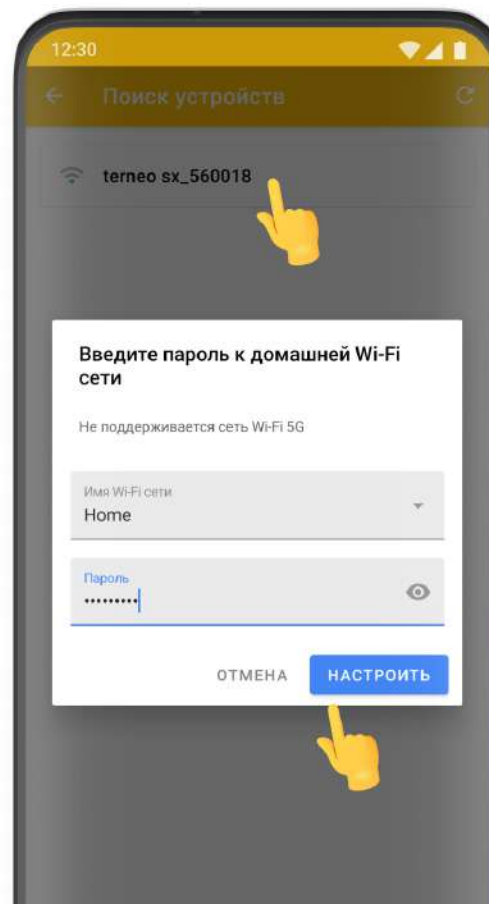 12:30
Поиск устройств
terneo sx_560018
Введите пароль к домашней Wi-Fi
сети
Не поддерживается сеть Wi-Fi 5G
Имя Wi-Fi сети
Home
Пароль
•••••••••
ОТМЕНА НАСТРОИТЬ